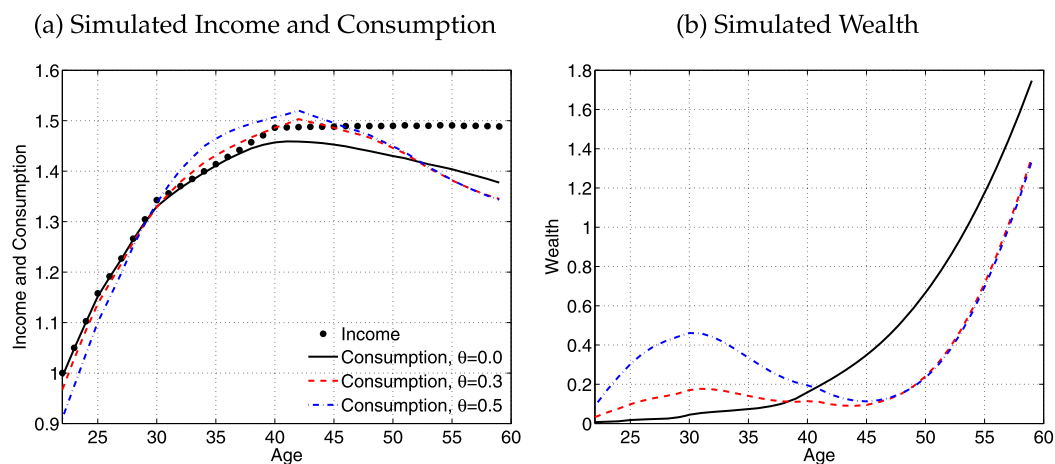 (a) Simulated Income and Consumption
1.6
1.5
1.4
1.3
1.2
1.1
1
0.9
Income and Consumption
25 30 35 40 45 50 55 60
Age
Income
Consumption, θ=0.0
Consumption, θ=0.3
Consumption, θ=0.5
(b) Simulated Wealth
1.8
1.6
1.4
1.2
1
0.8
0.6
0.4
0.2
0
Wealth
25 30 35 40 45 50 55 60
Age